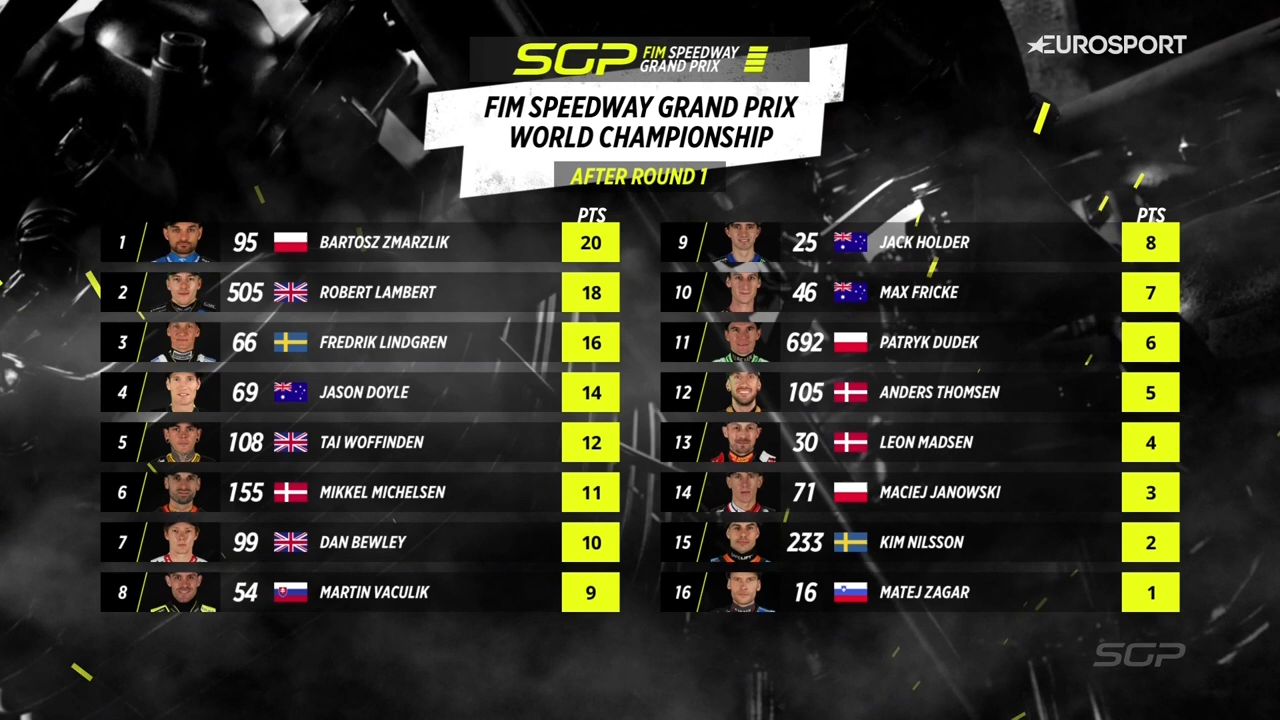 SGP FIM SPEEDWAY GRAND PRIX
EUROSPORT
FIM SPEEDWAY GRAND PRIX
WORLD CHAMPIONSHIP
AFTER ROUND 1
PTS
1 95 BARTOSZ ZMARZLIK 20
2 505 ROBERT LAMBERT 18
3 66 FREDRIK LINDGREN 16
4 69 JASON DOYLE 14
5 108 TAI WOFFINDEN 12
6 155 MIKKEL MICHELSEN 11
7 99 DAN BEWLEY 10
8 54 MARTIN VACULIK 9
PTS
9 25 JACK HOLDER 8
10 46 MAX FRICKE 7
11 692 PATRYK DUDEK 6
12 105 ANDERS THOMSEN 5
13 30 LEON MADSEN 4
14 71 MACIEJ JANOWSKI 3
15 233 KIM NILSSON 2
16 16 MATEJ ZAGAR 1
SGP